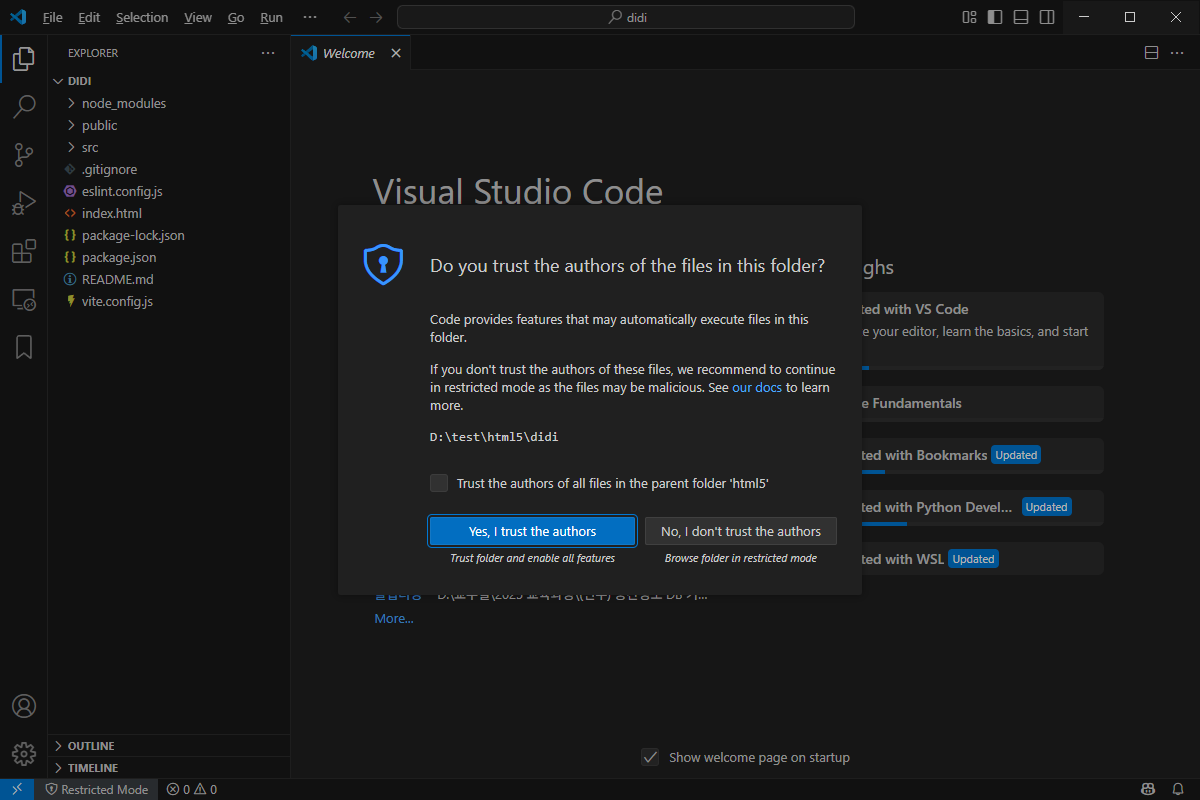 File Edit Selection View Go Run ···
didi
EXPLORER ···
DIDI
node_modules
public
src
.gitignore
eslint.config.js
index.html
package-lock.json
package.json
README.md
vite.config.js
OUTLINE
TIMELINE
Welcome
Visual Studio Code
Do you trust the authors of the files in this folder?
Code provides features that may automatically execute files in this
folder.
If you don't trust the authors of these files, we recommend to continue
in restricted mode as the files may be malicious. See our docs to learn
more.
D:\test\html5\didi
Trust the authors of all files in the parent folder 'html5'
Yes, I trust the authors
No, I don't trust the authors
Trust folder and enable all features
Browse folder in restricted mode
ghs
ted with VS Code
e your editor, learn the basics, and start
e Fundamentals
ted with Bookmarks Updated
ted with Python Devel... Updated
ted with WSL Updated
More...
Show welcome page on startup
Restricted Mode
0 0